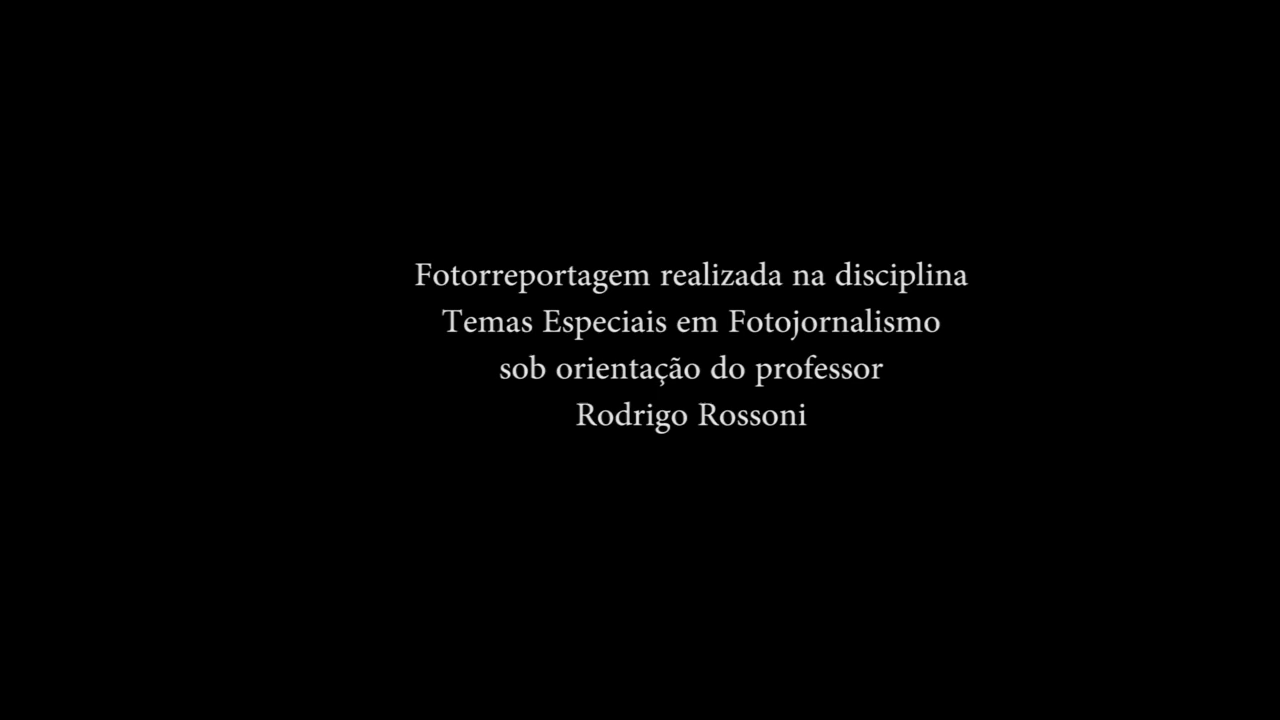 Fotorreportagem realizada na disciplina
Temas Especiais em Fotojornalismo
sob orientação do professor
Rodrigo Rossoni